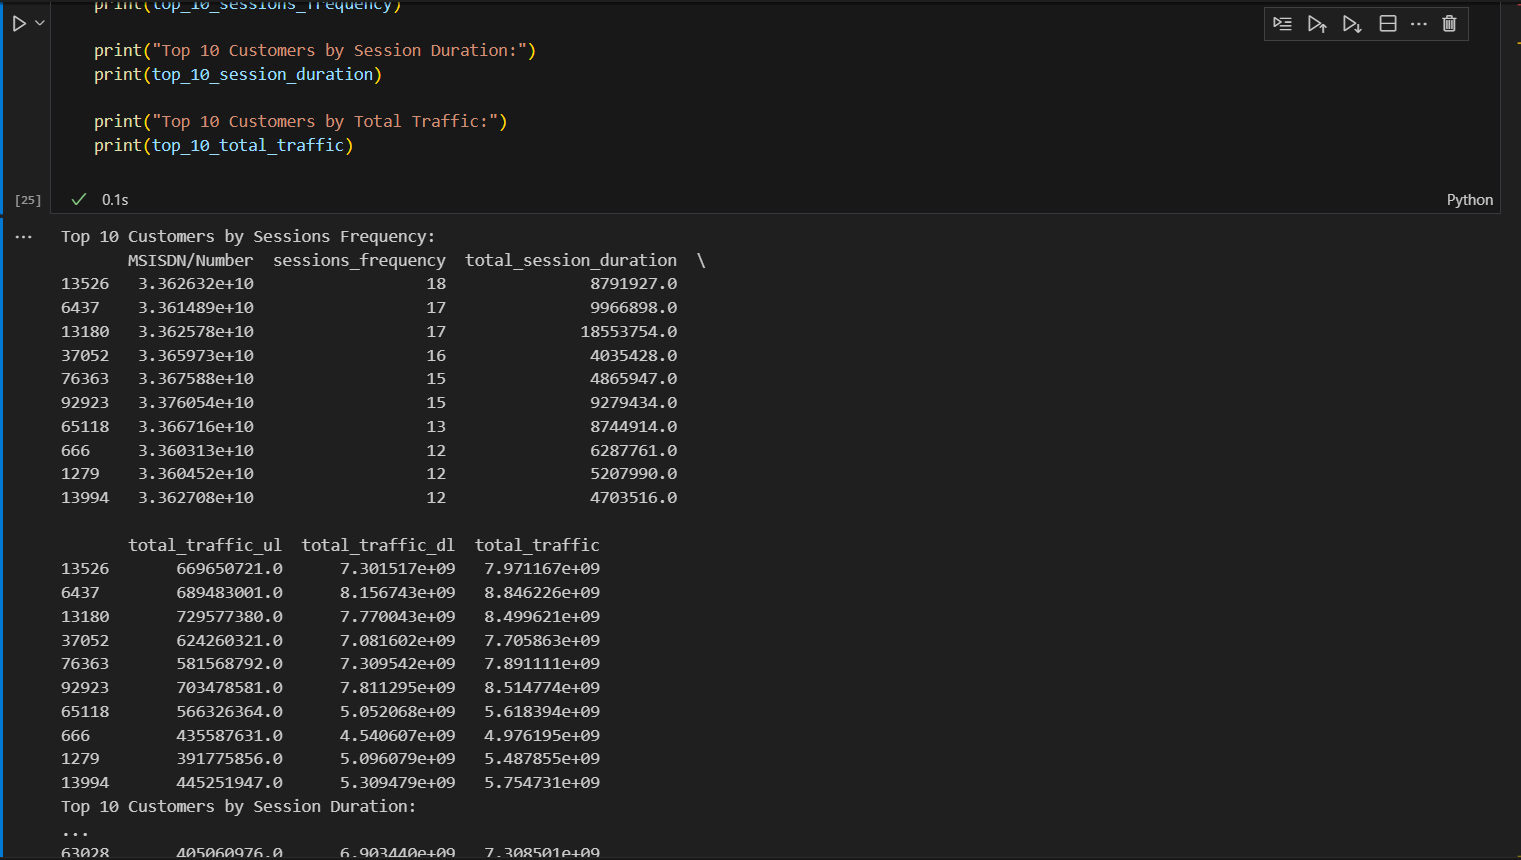 print(top_10_sessions_frequency)
print("Top 10 Customers by Session Duration:")
print(top_10_session_duration)
print("Top 10 Customers by Total Traffic:")
print(top_10_total_traffic)
[25] 0.1s Python
... Top 10 Customers by Sessions Frequency:
MSISDN/Number sessions_frequency total_session_duration \
13526 3.362632e+10 18 8791927.0
6437 3.361489e+10 17 9966898.0
13180 3.362578e+10 17 18553754.0
37052 3.365973e+10 16 4035428.0
76363 3.367588e+10 15 4865947.0
92923 3.376054e+10 15 9279434.0
65118 3.366716e+10 13 8744914.0
666 3.360313e+10 12 6287761.0
1279 3.360452e+10 12 5207990.0
13994 3.362708e+10 12 4703516.0
total_traffic_ul total_traffic_dl total_traffic
13526 669650721.0 7.301517e+09 7.971167e+09
6437 689483001.0 8.156743e+09 8.846226e+09
13180 729577380.0 7.770043e+09 8.499621e+09
37052 624260321.0 7.081602e+09 7.705863e+09
76363 581568792.0 7.309542e+09 7.891111e+09
92923 703478581.0 7.811295e+09 8.514774e+09
65118 566326364.0 5.052068e+09 5.618394e+09
666 435587631.0 4.540607e+09 4.976195e+09
1279 391775856.0 5.096079e+09 5.487855e+09
13994 445251947.0 5.309479e+09 5.754731e+09
Top 10 Customers by Session Duration:
...
63028 405060976.0 6.903440e+09 7.308501e+09